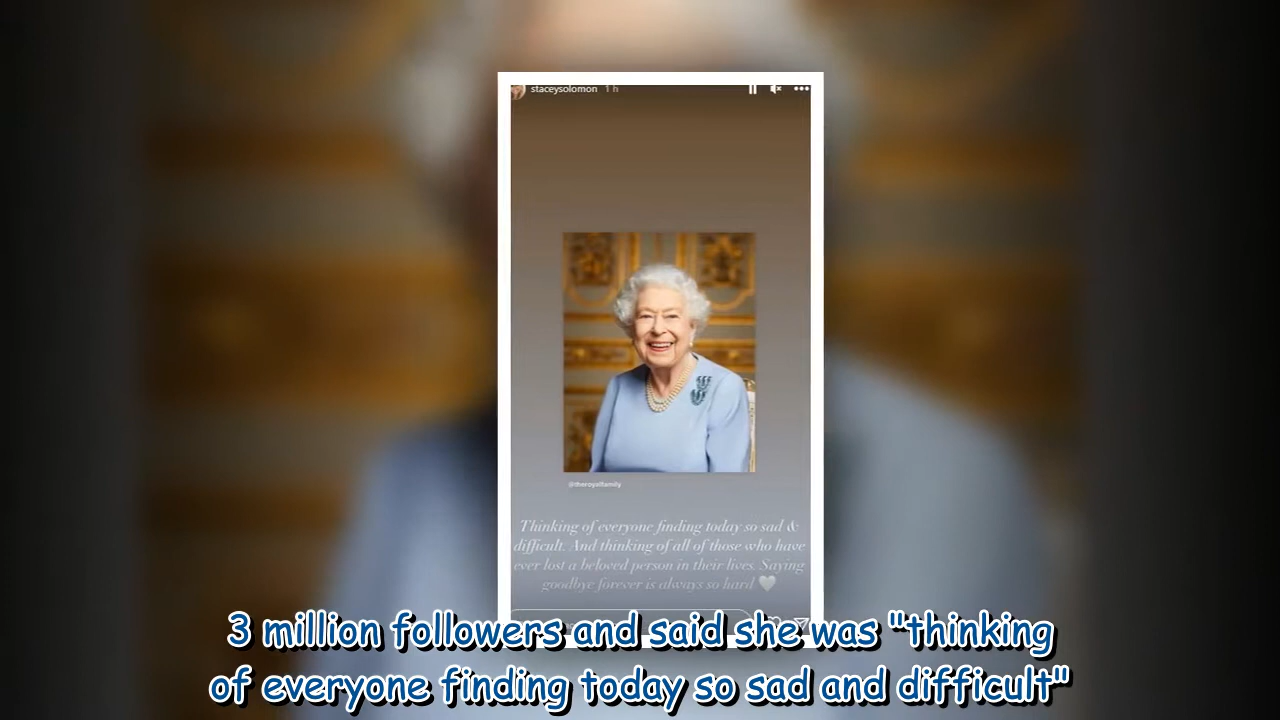 staceysolomon 1 h
@theroyalfamily
Thinking of everyone finding today so sad &
difficult. And thinking of all of those who have
ever lost a beloved person in their lives. Saying
goodbye forever is always so hard 🤍
3 million followers and said she was "thinking
of everyone finding today so sad and difficult"